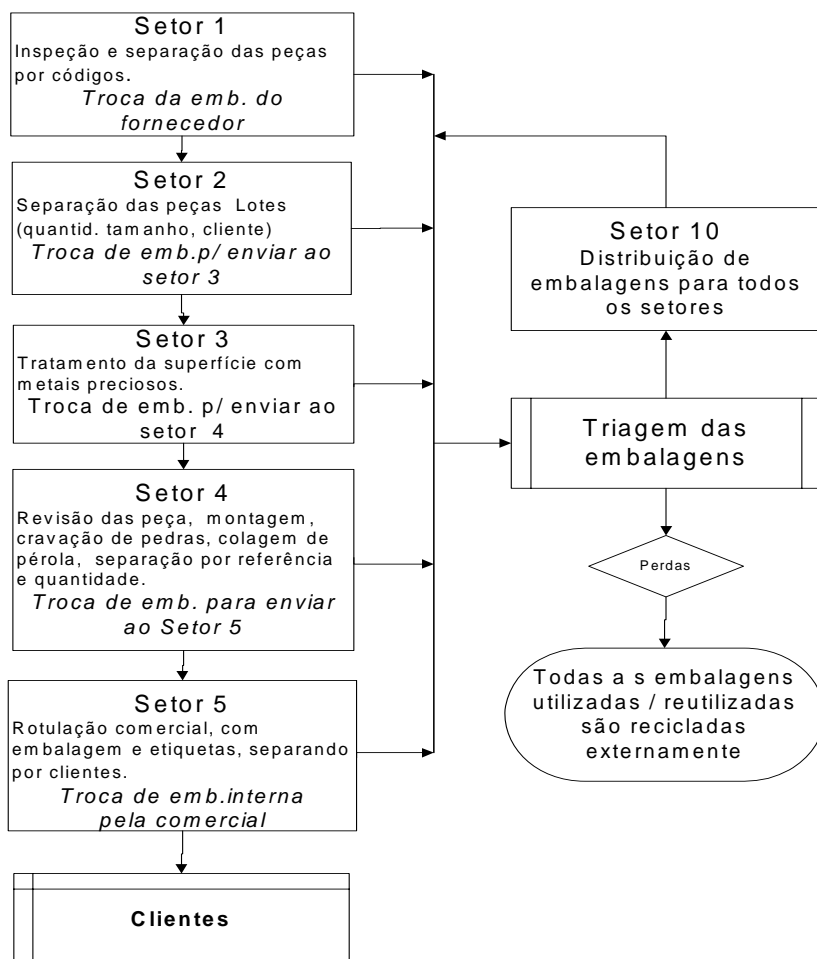 Setor 1
Inspeção e separação das peças
por códigos.
Troca da emb. do
fornecedor
Setor 2
Separação das peças Lotes
(quantid. tamanho, cliente)
Troca de emb.p/ enviar ao
setor 3
Setor 3
Tratamento da superfície com
metais preciosos.
Troca de emb. p/ enviar ao
setor 4
Setor 4
Revisão das peça, montagem,
cravação de pedras, colagem de
pérola, separação por referência
e quantidade.
Troca de emb. para enviar
ao Setor 5
Setor 5
Rotulação comercial, com
embalagem e etiquetas, separando
por clientes.
Troca de emb.interna
pela comercial
Clientes
Setor 10
Distribuição de
embalagens para todos
os setores
Triagem das
embalagens
Perdas
Todas a s embalagens
utilizadas / reutilizadas
são recicladas
externamente